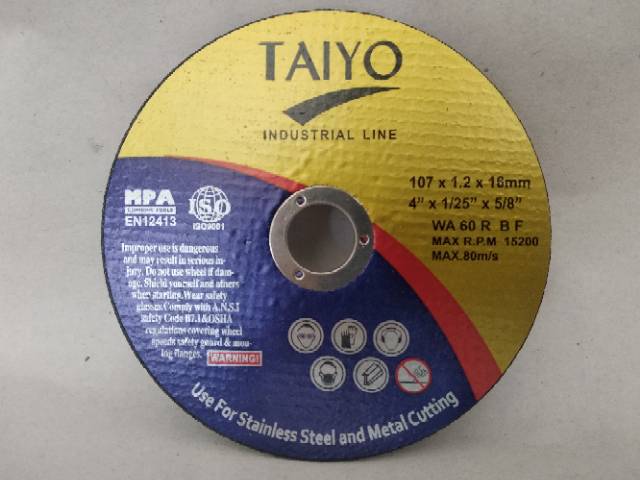 TAIYO
INDUSTRIAL LINE
107 x 1.2 x 16mm
4" x 1/25" x 5/8"
WA 60 R B F
MAX R.P.M 15200
MAX.80m/s
MPA
EN12413
ISO
ISO9001
Improper use is dangerous
and may result in serious in-
jury. Do not use wheel if dam-
age. Shield yourself and others
when starting.Wear safety
glasses.Comply with A.N.S.I
safety Code B7.1&OSHA
regulations covering wheel
speeds safety guard & moun-
ing flanges.
WARNING!
Use For Stainless Steel and Metal Cutting